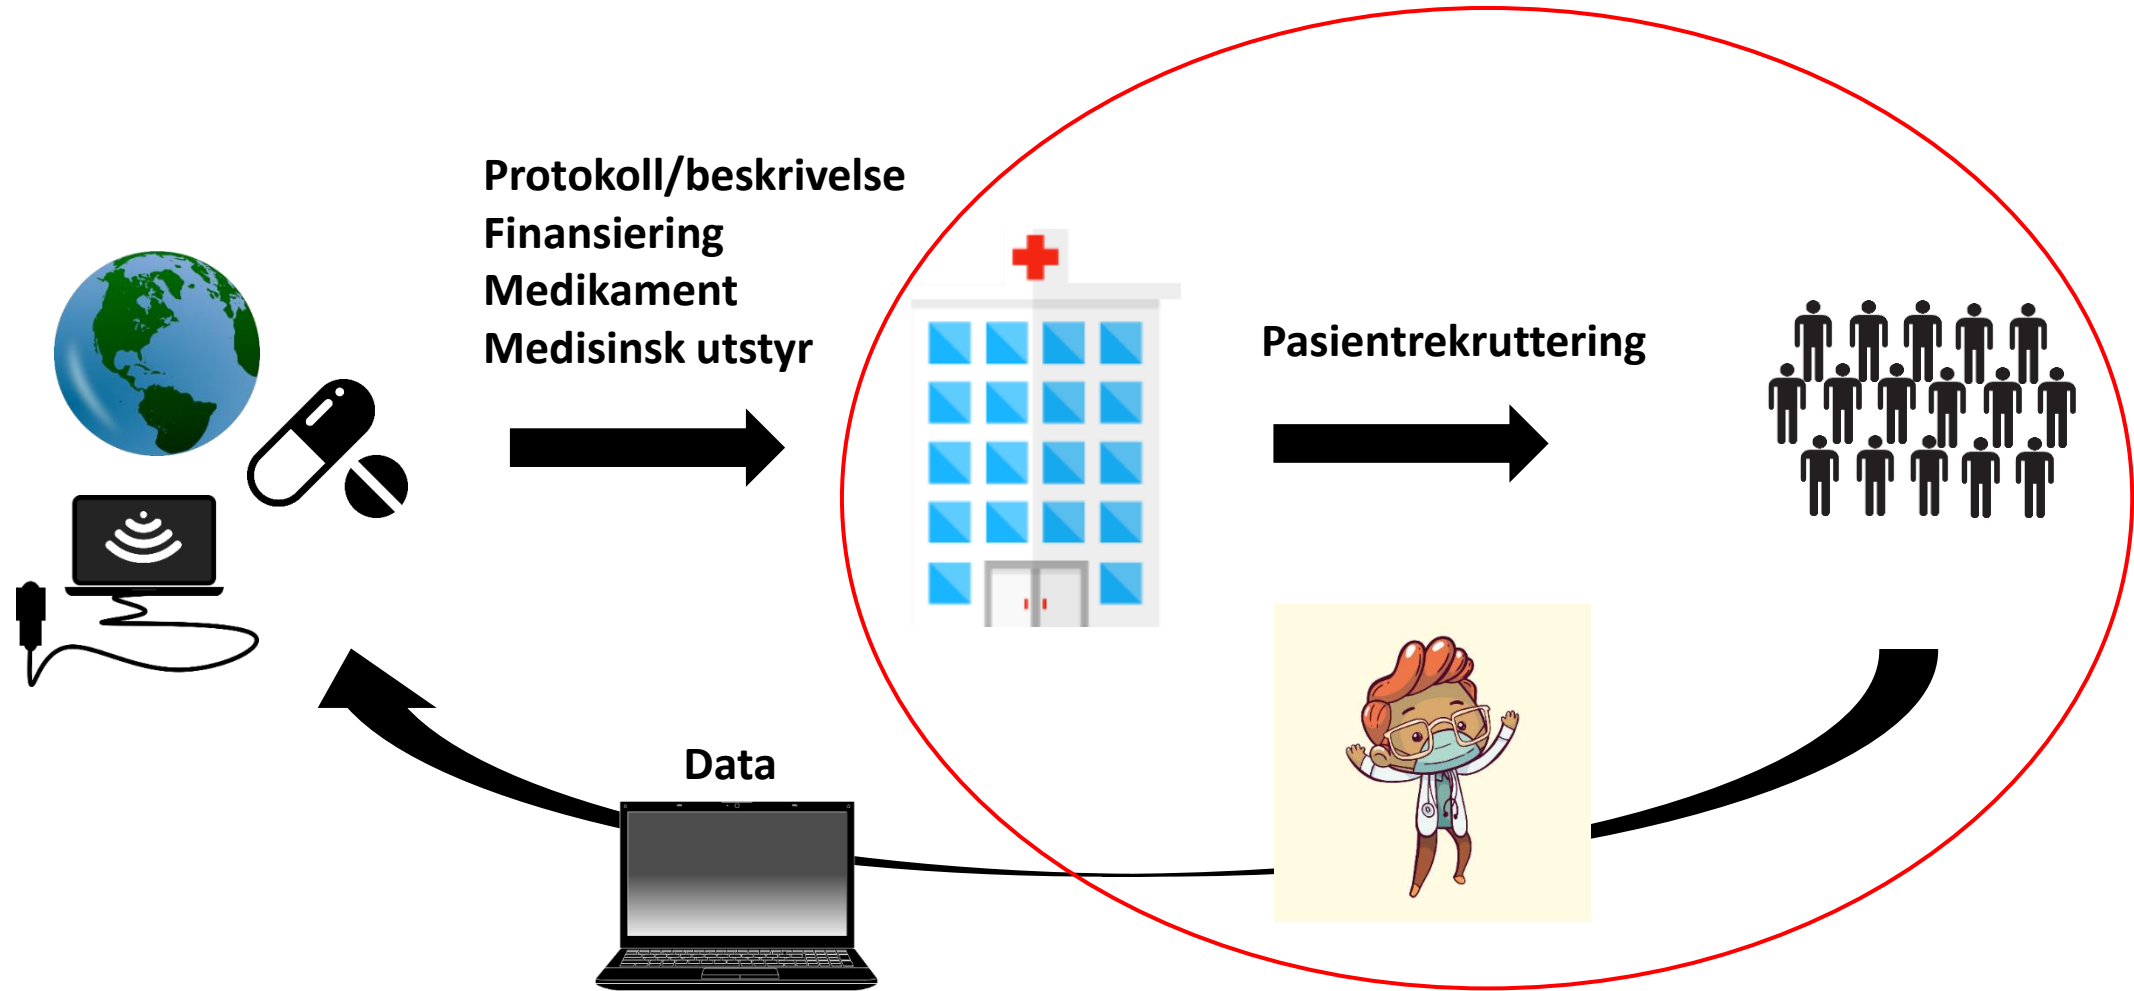 Protokoll/beskrivelse
Finansiering
Medikament
Medisinsk utstyr
Pasientrekruttering
Data